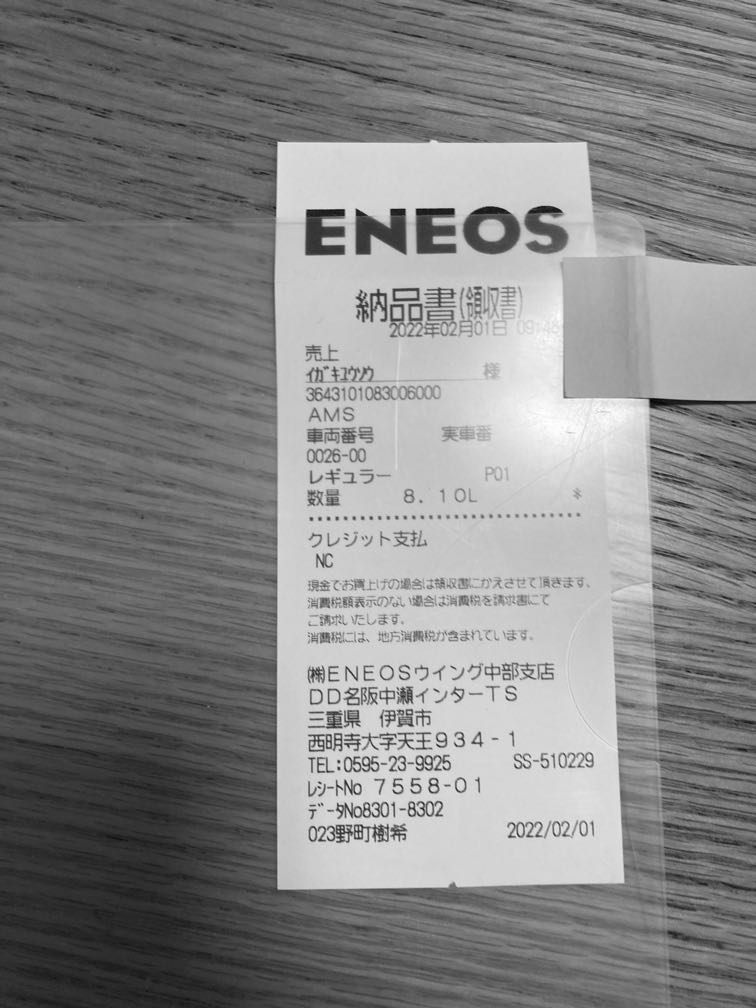 ENEOS
納品書(領収書)
2022年02月01日 09:48
売上
ｲｶﾞｷﾕｳｿｳ 様
3643101083006000
AMS
車両番号 実車番
0026-00
レギュラー P01
数量 8.10L *
クレジット支払
NC
現金でお買上げの場合は領収書にかえさせて頂きます。
消費税額表示のない場合は消費税を請求書にて
ご請求いたします。
消費税には、地方消費税が含まれています。
㈱ENEOSウイング中部支店
DD名阪中瀬インターTS
三重県 伊賀市
西明寺大字天王934-1
TEL:0595-23-9925 SS-510229
ﾚｼｰﾄNo 7558-01
ﾃﾞｰﾀNo8301-8302
023野町樹希 2022/02/01